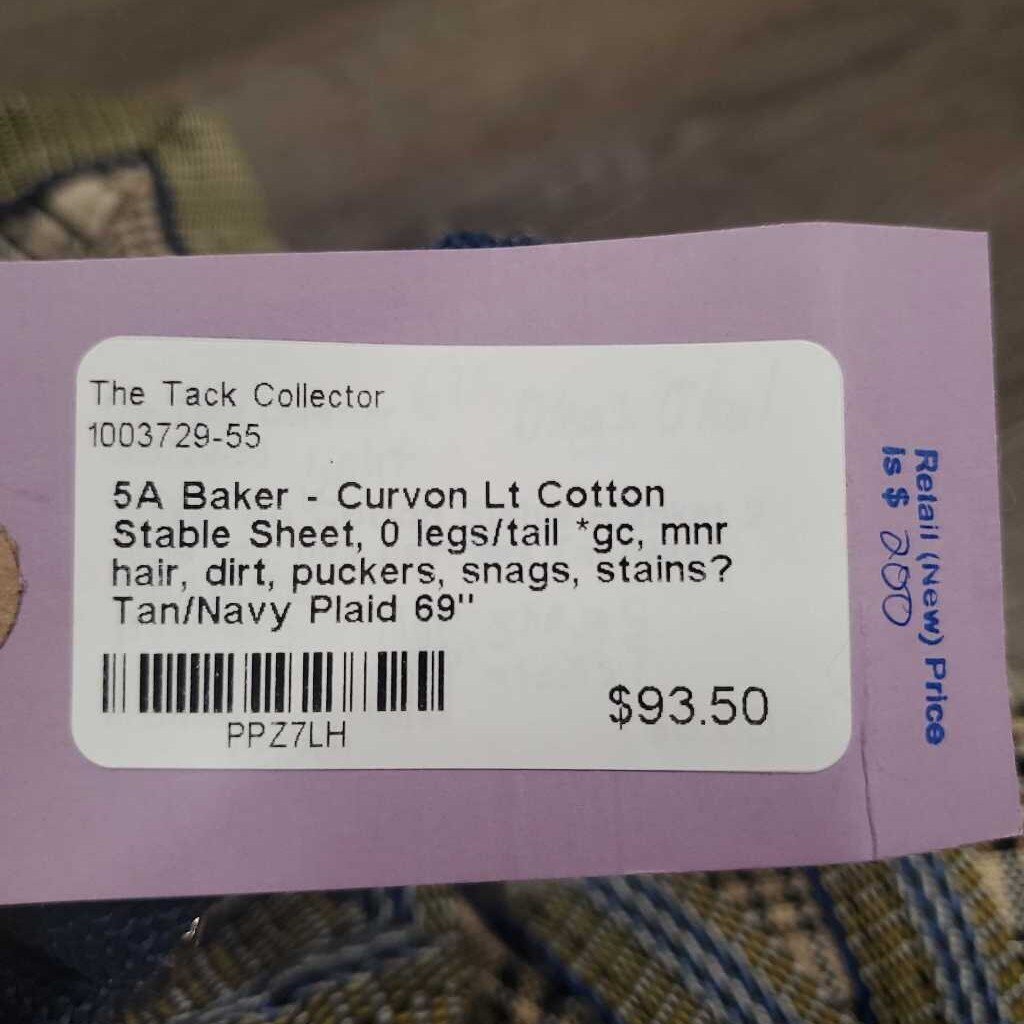 The Tack Collector
1003729-55
5A Baker - Curvon Lt Cotton
Stable Sheet, 0 legs/tail *gc, mnr
hair, dirt, puckers, snags, stains?
Tan/Navy Plaid 69"
PPZ7LH
$93.50
Retail (New) Price
is $ 200